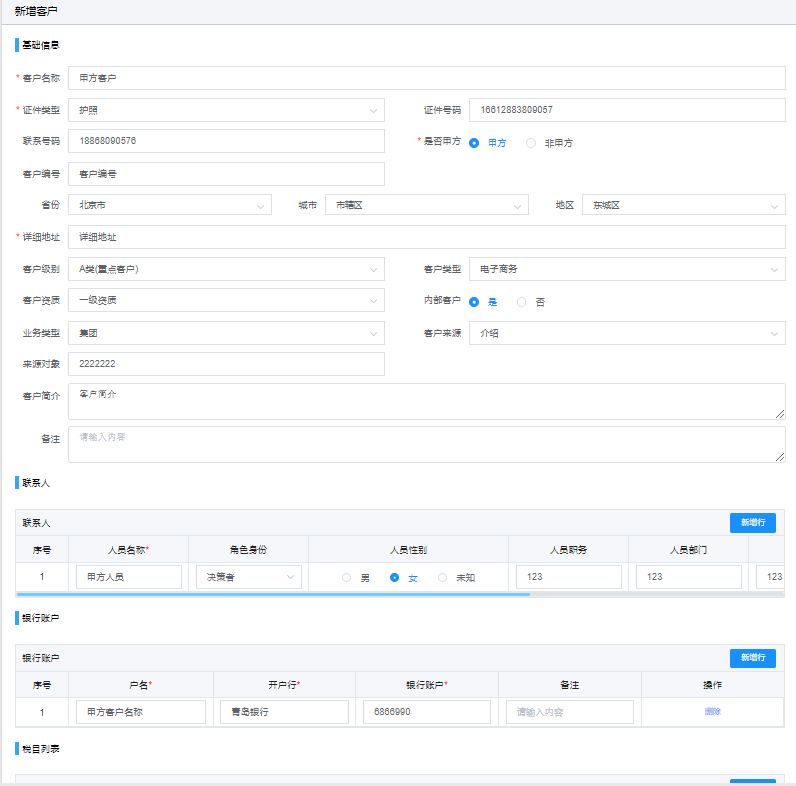 新增客户
基础信息
* 客户名称 甲方客户
* 证件类型 护照 证件号码 16612883809057
联系号码 18868090576 * 是否甲方 甲方 非甲方
客户编号 客户编号
省份 北京市 城市 市辖区 地区 东城区
* 详细地址 详细地址
客户级别 A类(重点客户) 客户类型 电子商务
客户资质 一级资质 内部客户 是 否
业务类型 集团 客户来源 介绍
来源对象 2222222
客户简介 客户简介
备注 请输入内容
联系人
联系人 新增行
序号 人员名称* 角色身份 人员性别 人员职务 人员部门
1 甲方人员 决策者 男 女 未知 123 123 123
银行账户
银行账户 新增行
序号 户名* 开户行* 银行账户* 备注 操作
1 甲方客户名称 青岛银行 6866990 请输入内容 删除
税目列表